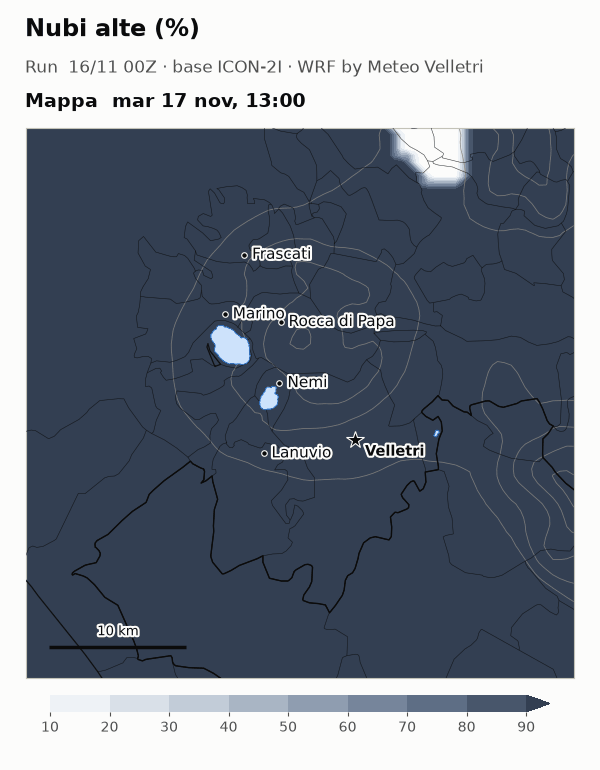 Nubi alte (%)
Run  16/11 00Z · base ICON-2I · WRF by Meteo Velletri
Mappa  mar 17 nov, 13:00
Frascati
Marino
Rocca di Papa
Nemi
Velletri
Lanuvio
10 km
10 20 30 40 50 60 70 80 90